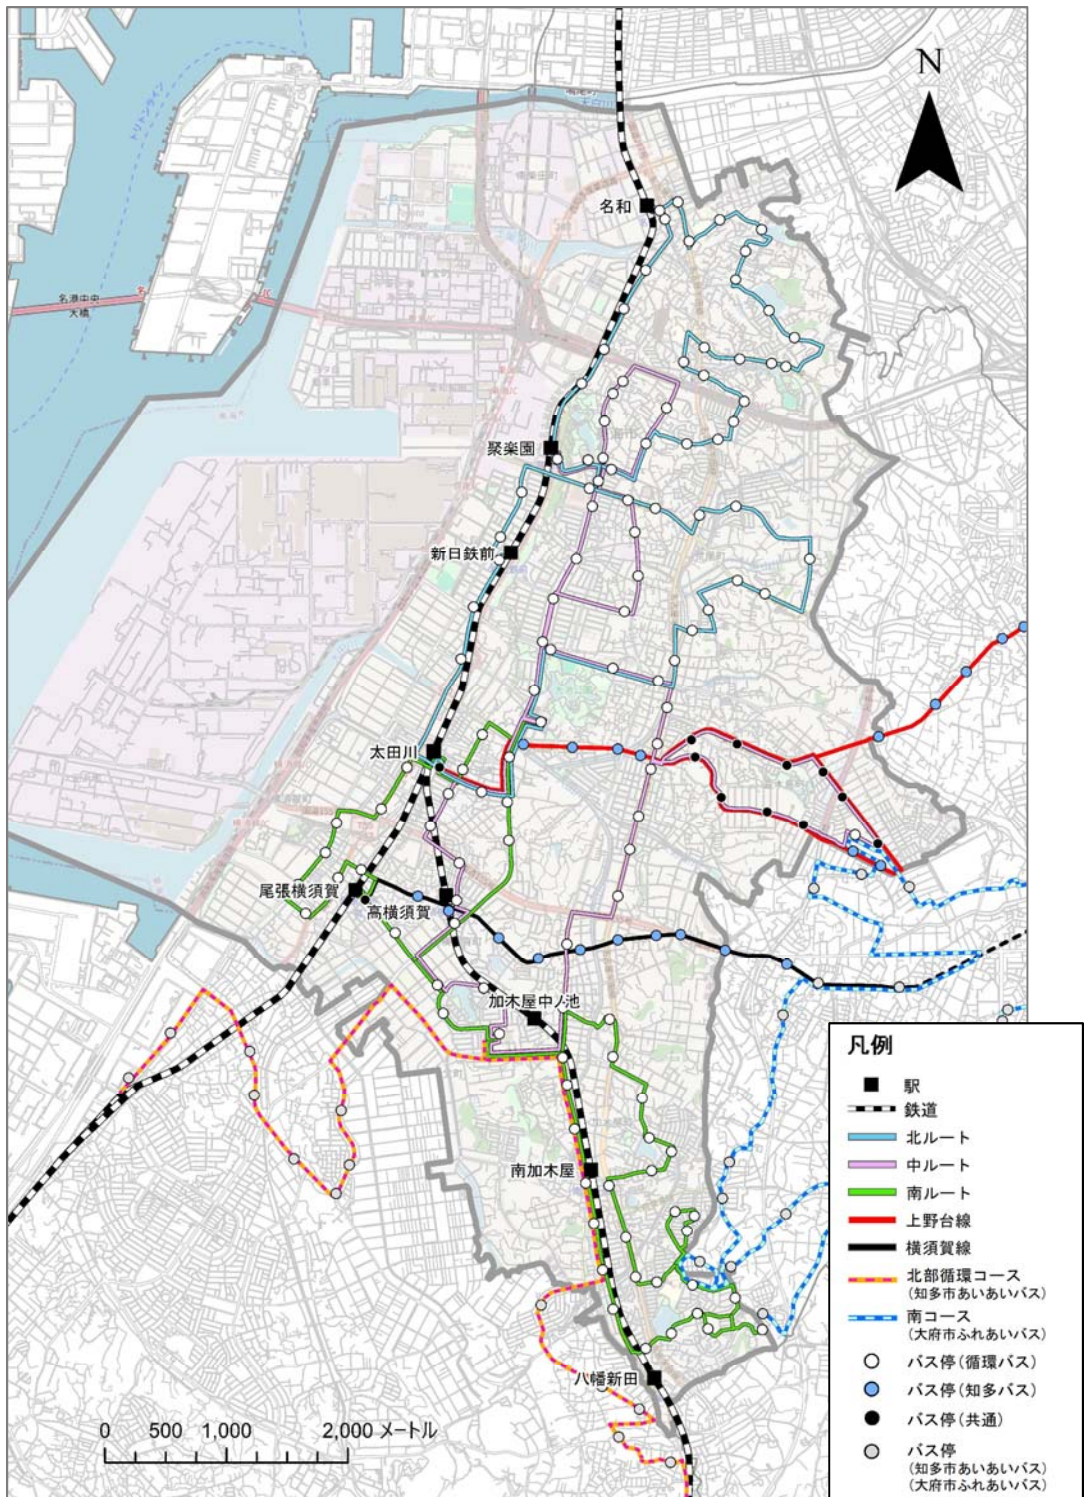 N
名和
名港中央
大橋
聚楽園
新日鉄前
太田川
尾張横須賀
高横須賀
加木屋中ノ池
南加木屋
八幡新田
0 500 1,000 2,000 メートル
凡例
駅
鉄道
北ルート
中ルート
南ルート
上野台線
横須賀線
北部循環コース
(知多市あいあいバス)
南コース
(大府市ふれあいバス)
バス停(循環バス)
バス停(知多バス)
バス停(共通)
バス停
(知多市あいあいバス)
(大府市ふれあいバス)